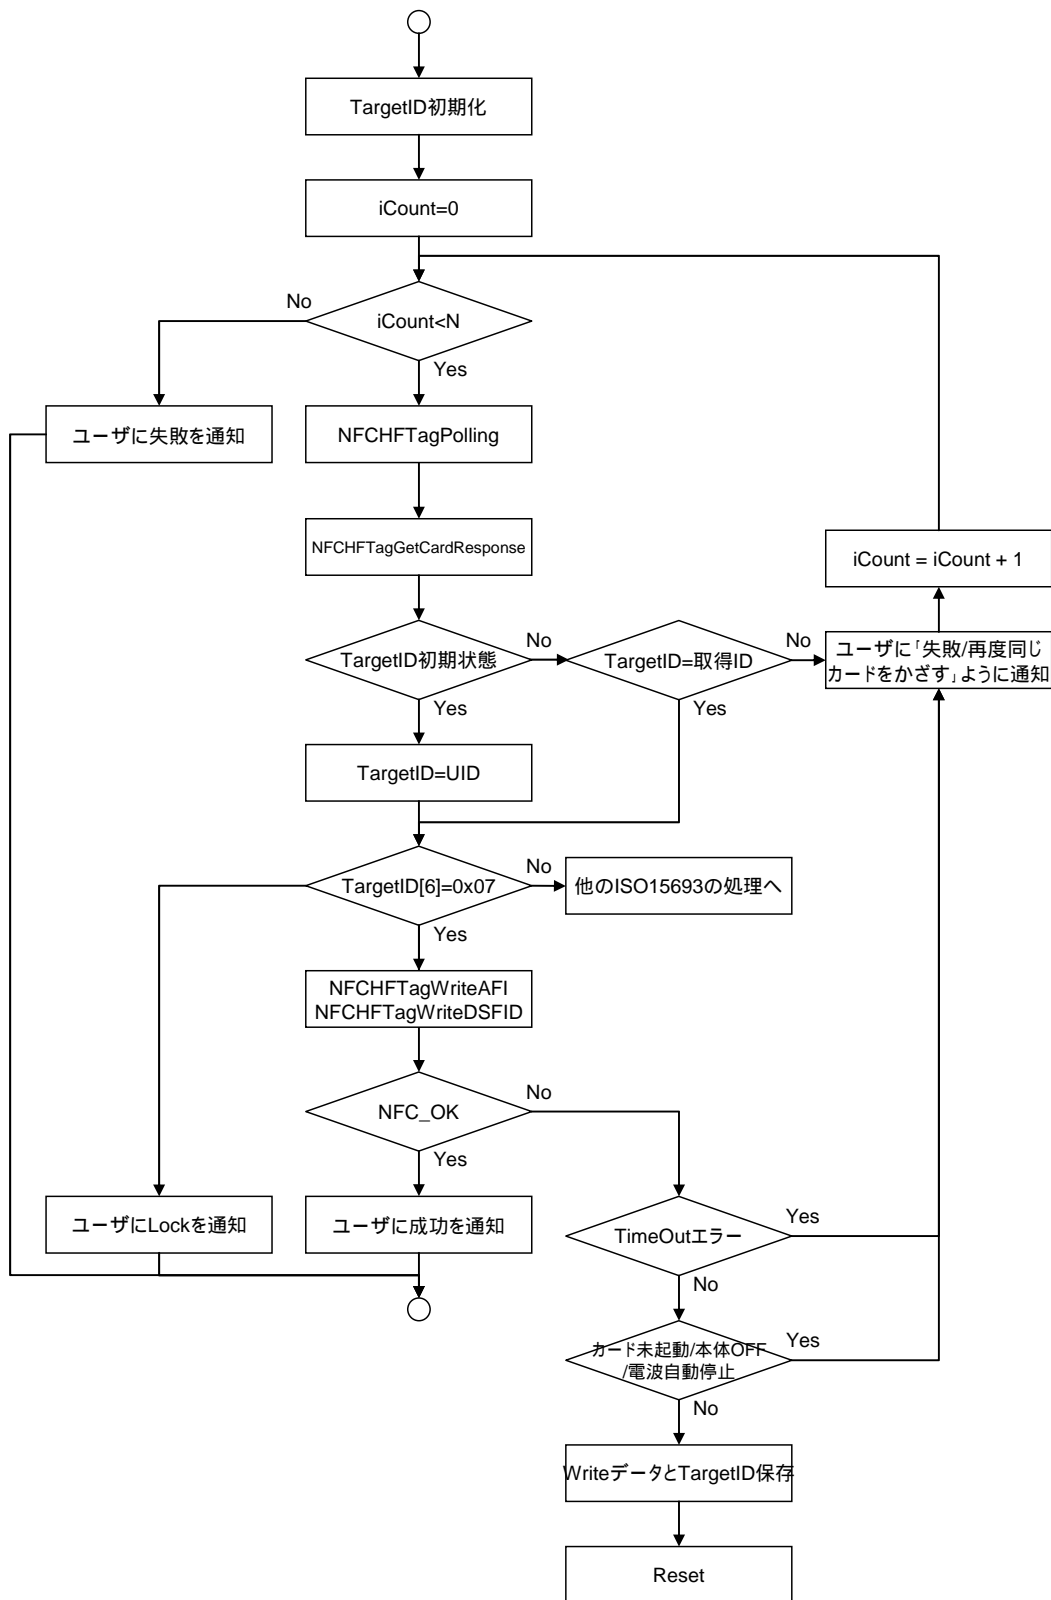 TargetID初期化
iCount=0
No
iCount<N
Yes
ユーザに失敗を通知
NFCHFTagPolling
NFCHFTagGetCardResponse
iCount = iCount + 1
TargetID初期状態
No
TargetID=取得ID
No
ユーザに「失敗/再度同じ
カードをかざす」ように通知
Yes
Yes
TargetID=UID
TargetID[6]=0x07
No
他のISO15693の処理へ
Yes
NFCHFTagWriteAFI
NFCHFTagWriteDSFID
NFC_OK
No
Yes
ユーザにLockを通知
ユーザに成功を通知
TimeOutエラー
Yes
No
カード未起動/本体OFF
/電波自動停止
Yes
No
WriteデータとTargetID保存
Reset